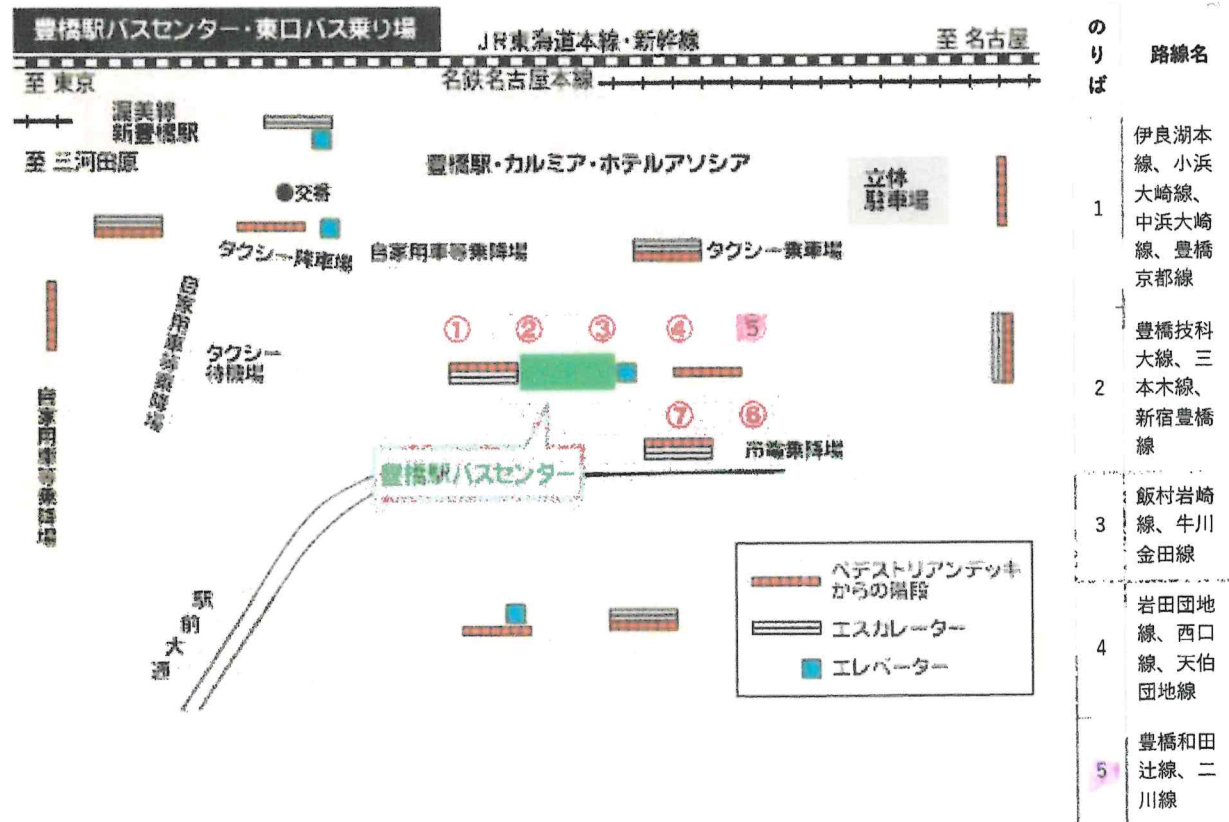 豊橋駅バスセンター・東口バス乗り場
JR東海道本線・新幹線
至 名古屋
至 東京
名鉄名古屋本線
渥美線
新豊橋駅
至 三河田原
豊橋駅・カルミア・ホテルアソシア
立体
駐車場
●交番
タクシー降車場
自家用車等乗降場
タクシー乗車場
自家用車等乗降場
タクシー
待機場
自家用車等乗降場
① ② ③ ④ 5
⑦ ⑥
市電乗降場
豊橋駅バスセンター
駅前大通
ペデストリアンデッキ
からの階段
エスカレーター
エレベーター
のりば
路線名
1
伊良湖本
線、小浜
大崎線、
中浜大崎
線、豊橋
京都線
2
豊橋技科
大線、三
本木線、
新宿豊橋
線
3
飯村岩崎
線、牛川
金田線
4
岩田団地
線、西口
線、天伯
団地線
5
豊橋和田
辻線、二
川線